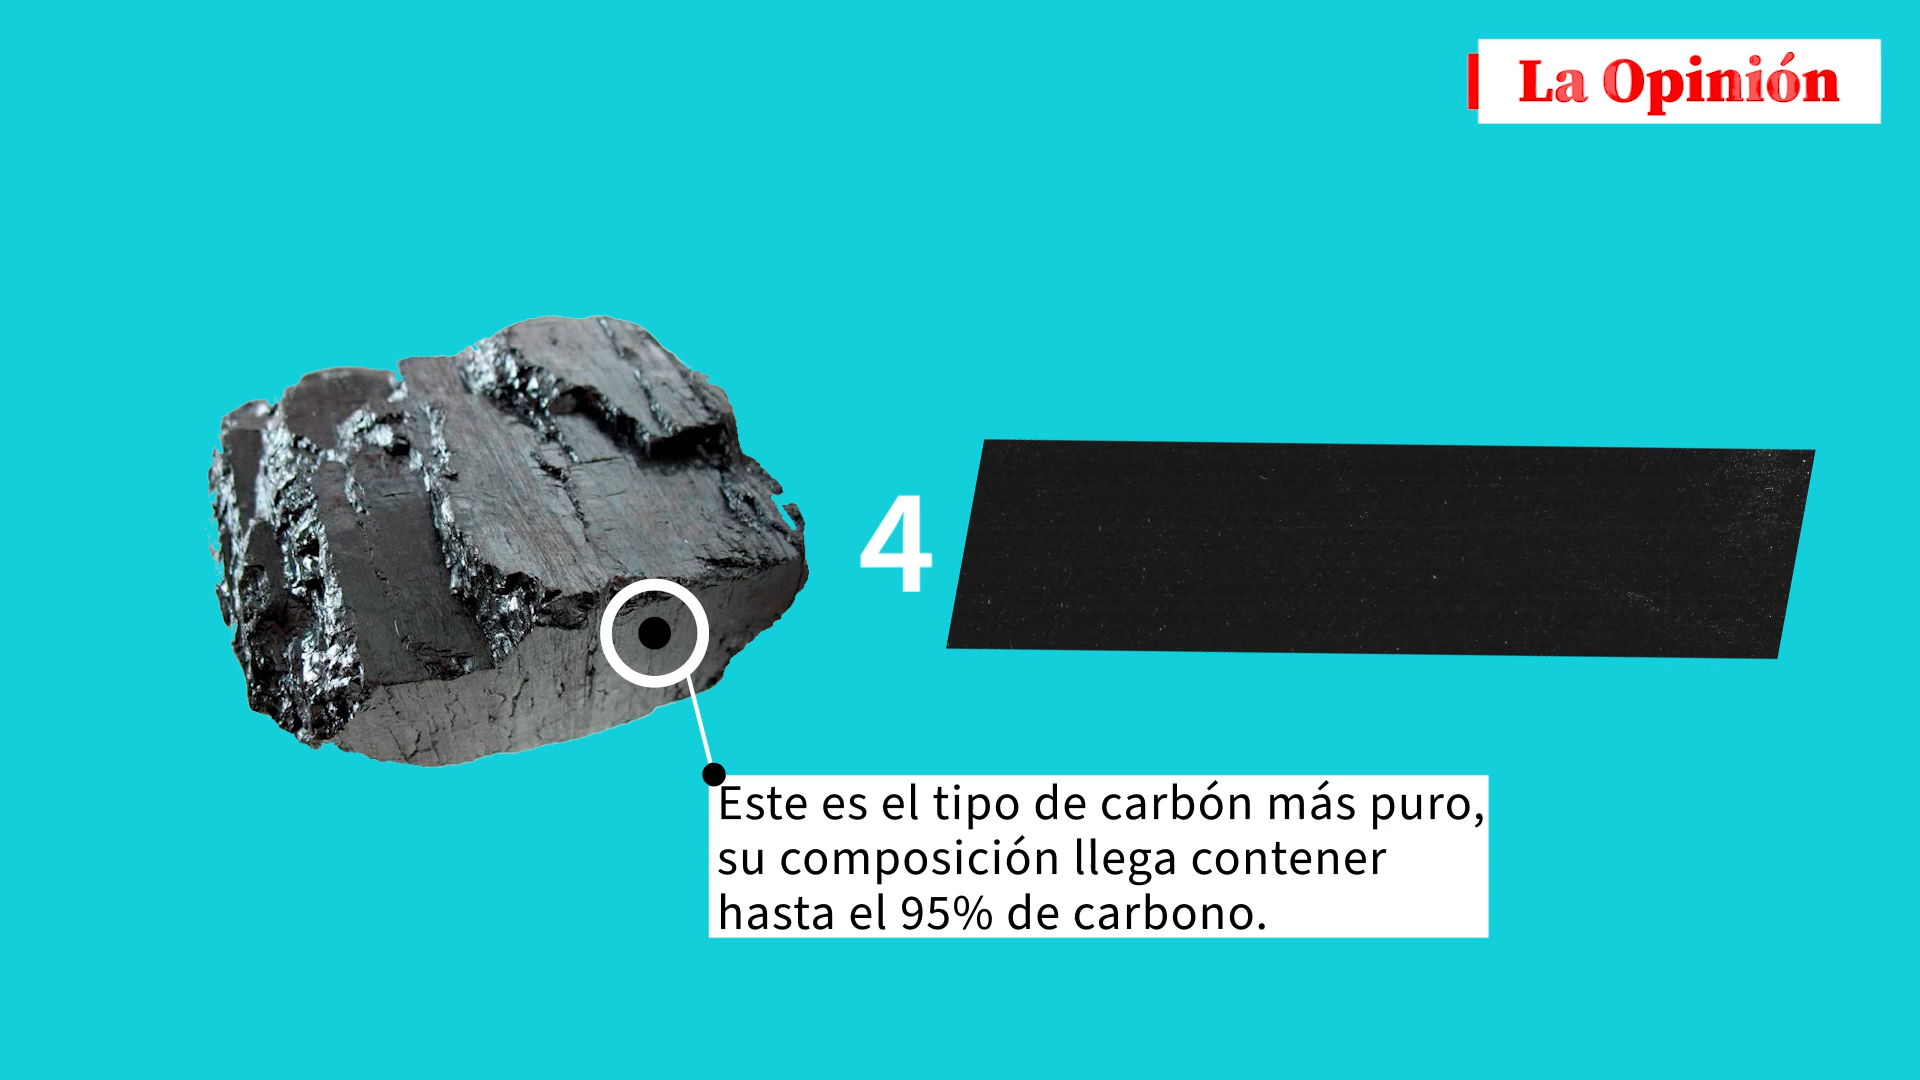 La Opinión
4
Este es el tipo de carbón más puro,
su composición llega contener
hasta el 95% de carbono.